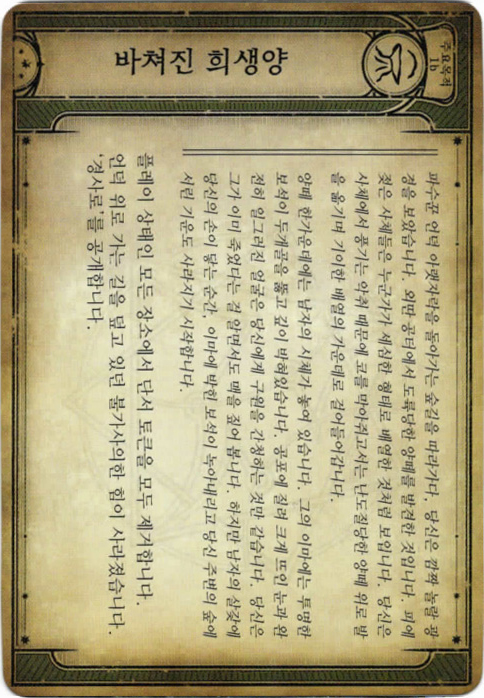 주요목적
1b
바쳐진 희생양
파수꾼 언덕 아랫자락을 돌아가는 숲길을 따라가다, 당신은 깜짝 놀랄 광
경을 보았습니다. 외딴 공터에서 도륙당한 양떼를 발견한 것입니다. 피에
젖은 사체들은 누군가가 세심한 형태로 배열한 것처럼 보입니다. 당신은
사체에서 풍기는 악취 때문에 코를 막아쥐고서는 난도질당한 양떼 위로 발
을 옮기며 기이한 배열의 가운데로 걸어들어갑니다.
양떼 한가운데에는 남자의 시체가 놓여 있습니다. 그의 이마에는 투명한
보석이 두개골을 뚫고 깊이 박혀있습니다. 공포에 질려 크게 뜨인 눈과 완
전히 일그러진 얼굴은 당신에게 구원을 간청하는 것만 같습니다. 당신은
그가 이미 죽었다는 걸 알면서도 맥을 짚어 봅니다. 하지만 남자의 살갗에
당신의 손이 닿는 순간, 이마에 박힌 보석이 녹아내리고 당신 주변의 숲에
서린 기운도 사라지기 시작합니다.
플레이 상태인 모든 장소에서 단서 토큰을 모두 제거합니다.
언덕 위로 가는 길을 덮고 있던 불가사의한 힘이 사라졌습니다.
'경사로'를 공개합니다.